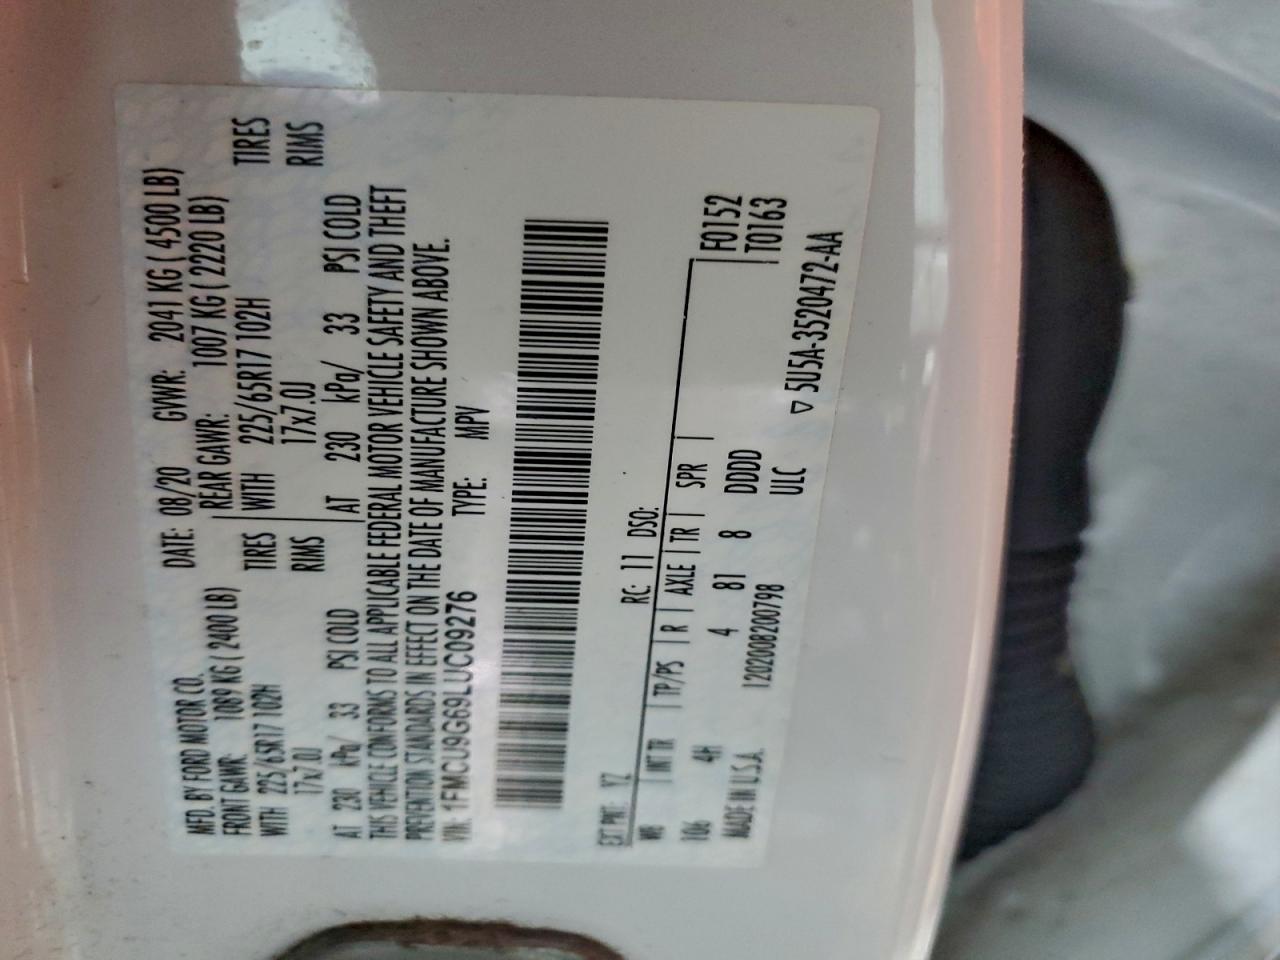 MFD. BY FORD MOTOR CO. DATE: 08/20 GVWR: 2041 KG ( 4500 LB)
FRONT GAWR: 1089 KG ( 2400 LB) REAR GAWR: 1007 KG ( 2220 LB)
WITH 225/65R17 102H TIRES WITH 225/65R17 102H TIRES
17x7.0J RIMS 17x7.0J RIMS
AT 230 kPa/ 33 PSI COLD AT 230 kPa/ 33 PSI COLD
THIS VEHICLE CONFORMS TO ALL APPLICABLE FEDERAL MOTOR VEHICLE SAFETY AND THEFT
PREVENTION STANDARDS IN EFFECT ON THE DATE OF MANUFACTURE SHOWN ABOVE.
VIN: 1FMCU9G69LUC09276 TYPE: MPV
EXT PNT: YZ RC: 11 DSO:
WB INT TR TP/PS R AXLE TR SPR F0152
106 4H 4 81 8 DDDD T0163
MADE IN U.S.A. 120200820​0798 ULC
▽ 5U5A-3520472-AA